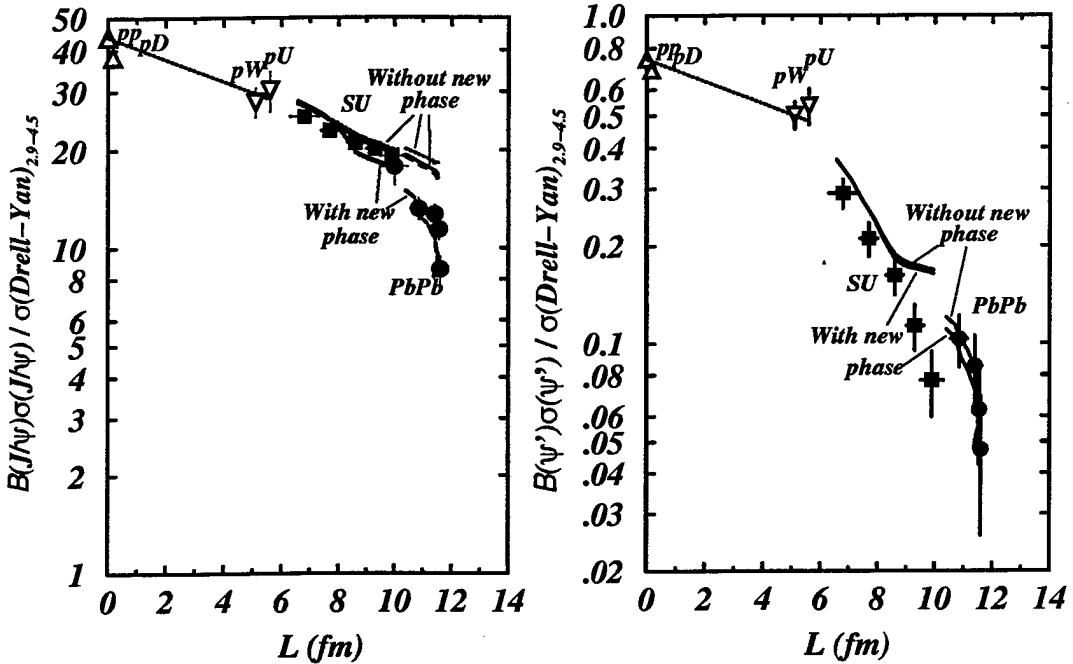 B(J/ψ)σ(J/ψ) / σ(Drell−Yan)2.9−4.5
50
40
30
20
10
8
6
5
4
3
2
1
pp
pD
pW
pU
SU
Without new
phase
With new
phase
PbPb
0 2 4 6 8 10 12 14
L (fm)
B(ψ')σ(ψ') / σ(Drell−Yan)2.9−4.5
1.0
0.8
0.6
0.5
0.4
0.3
0.2
0.1
.08
.06
.05
.04
.03
.02
pp
pD
pW
pU
Without new
phase
SU
PbPb
With new
phase
0 2 4 6 8 10 12 14
L (fm)